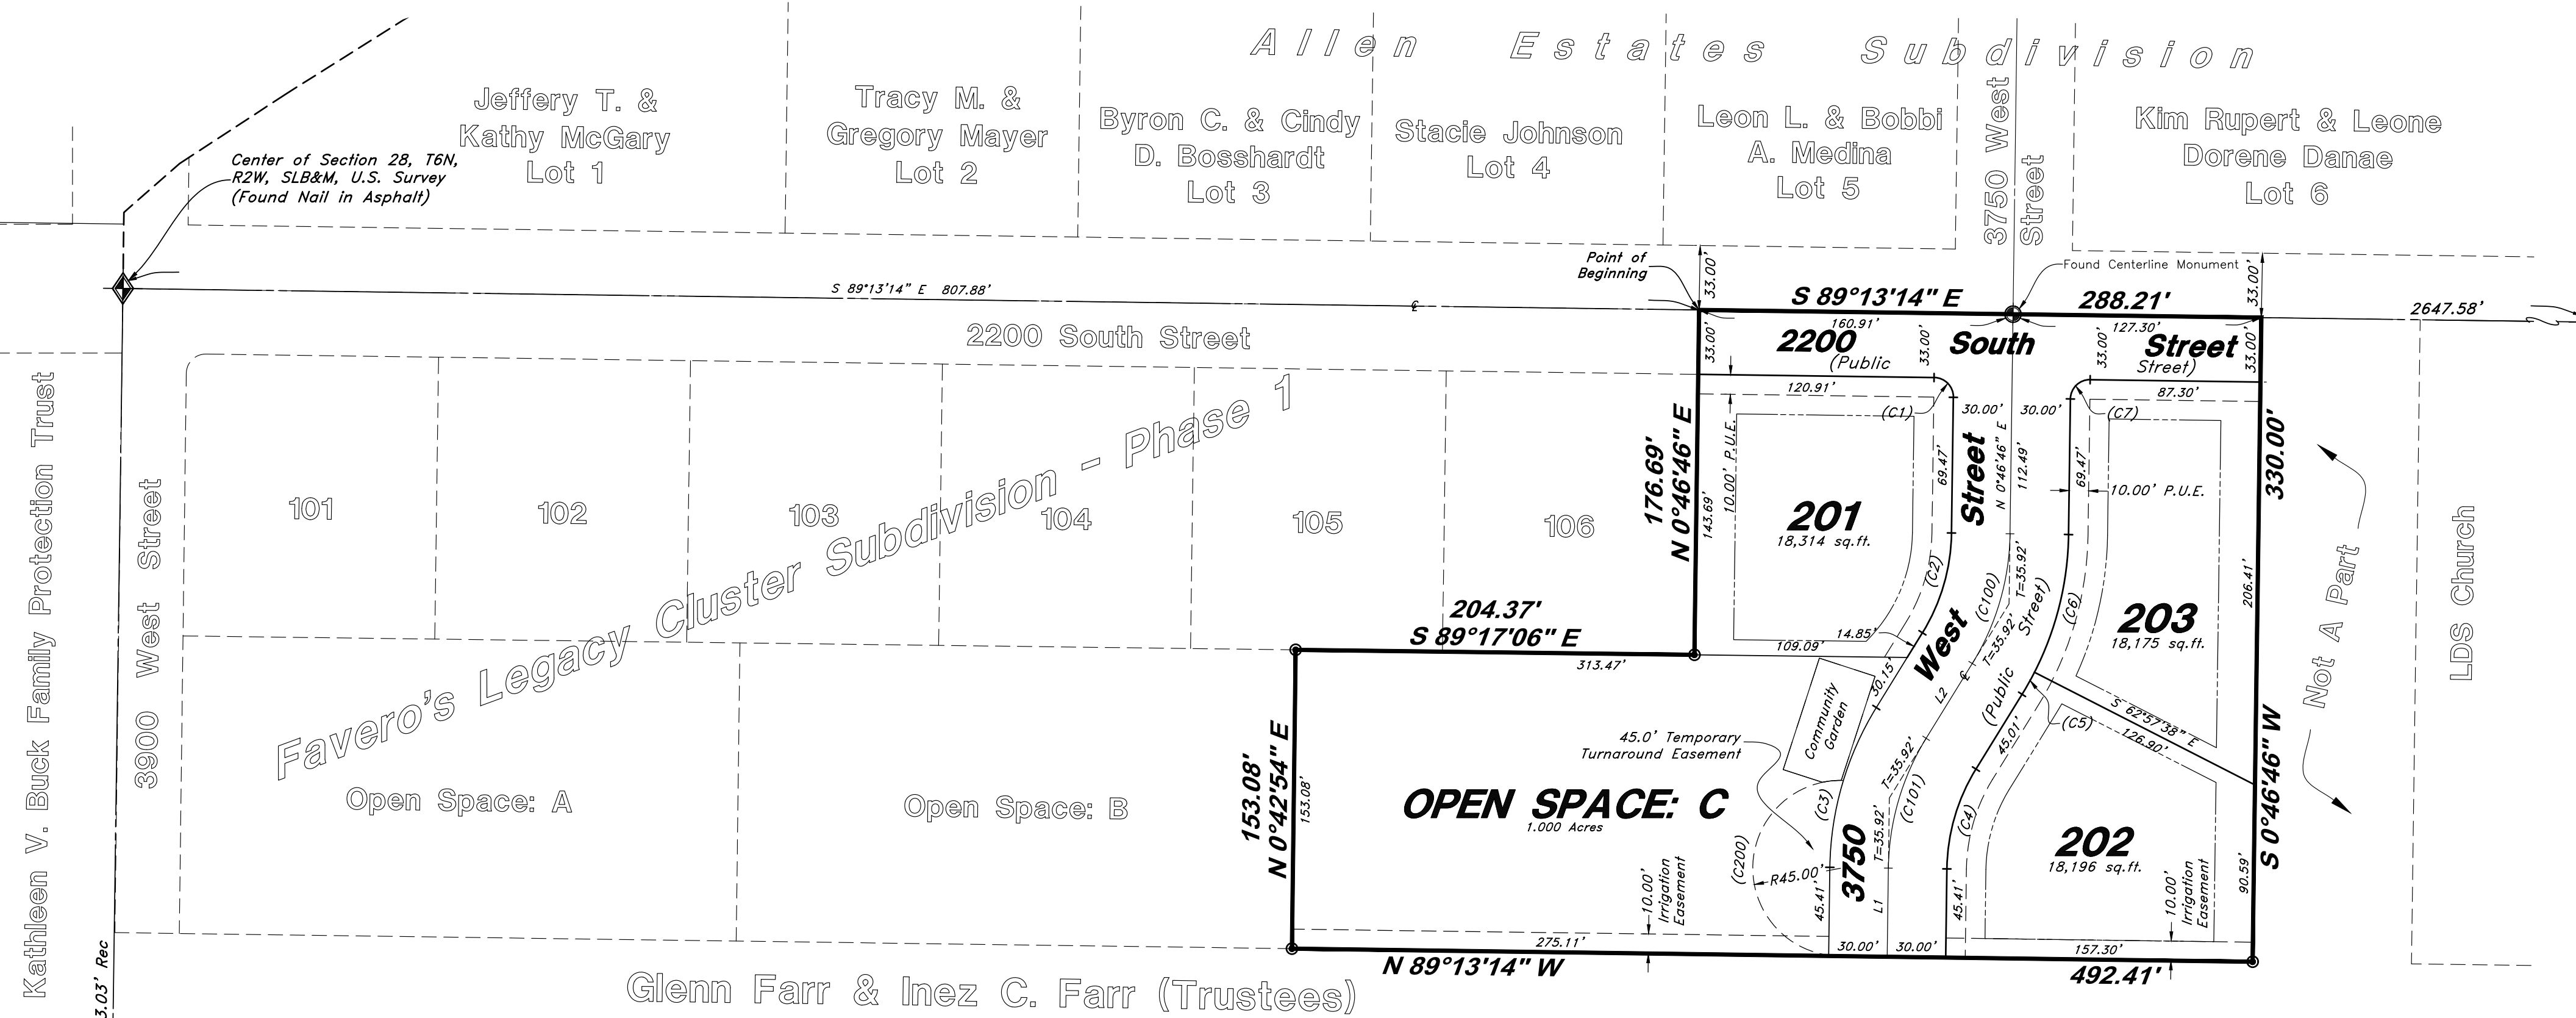 Allen Estates Subdivision
Jeffery T. &
Kathy McGary
Lot 1
Tracy M. &
Gregory Mayer
Lot 2
Byron C. & Cindy
D. Bosshardt
Lot 3
Stacie Johnson
Lot 4
Leon L. & Bobbi
A. Medina
Lot 5
3750 West
Street
Kim Rupert & Leone
Dorene Danae
Lot 6
Center of Section 28, T6N,
R2W, SLB&M, U.S. Survey
(Found Nail in Asphalt)
Point of
Beginning
33.00'
Found Centerline Monument
33.00'
S 89°13'14" E 807.88'
S 89°13'14" E
288.21'
2647.58'
160.91'
127.30'
2200 South Street
2200 South Street
(Public
Street)
33.00'
33.00'
33.00'
33.00'
120.91'
87.30'
(C1)
30.00'
30.00'
(C7)
Kathleen V. Buck Family Protection Trust
3900 West Street
3.03' Rec
101
102
103
104
105
106
Favero's Legacy Cluster Subdivision - Phase 1
176.69'
N 0°46'46" E
143.69'
10.00' P.U.E.
201
18,314 sq.ft.
69.47'
Street
N 0°46'46" E
112.49'
69.47'
10.00' P.U.E.
330.00'
S 0°46'46" W
206.41'
203
18,175 sq.ft.
Not A Part
LDS Church
(C2)
(C100)
T=35.92'
T=35.92'
(C6)
West
(Public
Street)
℄
℄
L2
204.37'
S 89°17'06" E
313.47'
14.85'
109.09'
30.15'
Community
Garden
45.0' Temporary
Turnaround Easement
(C5)
S 62°57'38" E
126.90'
45.01'
T=35.92'
(C101)
T=35.92'
(C3)
(C4)
Open Space: A
Open Space: B
153.08'
N 0°42'54" E
153.08'
OPEN SPACE: C
1.000 Acres
(C200)
R45.00'
3750
202
18,196 sq.ft.
90.59'
10.00'
Irrigation
Easement
45.41'
L1
45.41'
10.00'
Irrigation
Easement
275.11'
30.00'
30.00'
157.30'
N 89°13'14" W
492.41'
Glenn Farr & Inez C. Farr (Trustees)